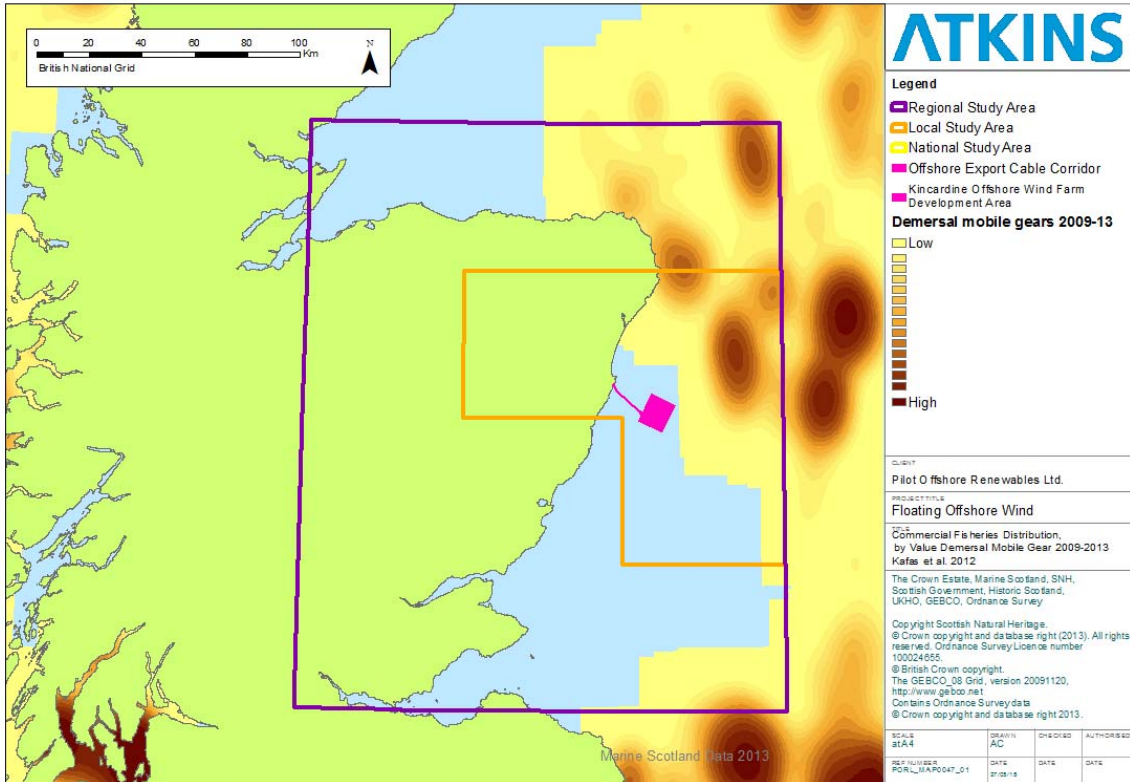 0 20 40 60 80 100
Km
British National Grid
N
Marine Scotland Data 2013
ATKINS
Legend
Regional Study Area
Local Study Area
National Study Area
Offshore Export Cable Corridor
Kincardine Offshore Wind Farm
Development Area
Demersal mobile gears 2009-13
Low
High
CLIENT
Pilot Offshore Renewables Ltd.
PROJECT TITLE
Floating Offshore Wind
TITLE
Commercial Fisheries Distribution,
by Value Demersal Mobile Gear 2009-2013
Kafas et al. 2012
The Crown Estate, Marine Scotland, SNH,
Scottish Government, Historic Scotland,
UKHO, GEBCO, Ordnance Survey
Copyright Scottish Natural Heritage.
© Crown copyright and database right (2013). All rights
reserved. Ordnance Survey Licence number
100024655.
© British Crown copyright.
The GEBCO_08 Grid, version 20091120,
http://www.gebco.net
Contains Ordnance Survey data
© Crown copyright and database right 2013.
SCALE DRAWN CHECKED AUTHORISED
at A4 AC
REF NUMBER DATE DATE DATE
PORL_MAP0047_01